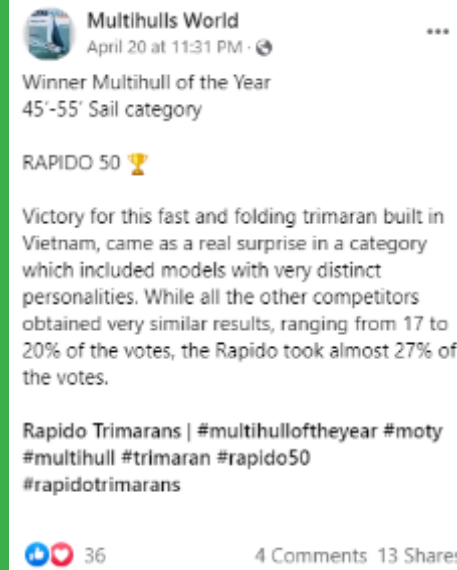 Multihulls World
April 20 at 11:31 PM ·
Winner Multihull of the Year
45'-55' Sail category
RAPIDO 50 🏆
Victory for this fast and folding trimaran built in
Vietnam, came as a real surprise in a category
which included models with very distinct
personalities. While all the other competitors
obtained very similar results, ranging from 17 to
20% of the votes, the Rapido took almost 27% of
the votes.
Rapido Trimarans | #multihulloftheyear #moty
#multihull #trimaran #rapido50
#rapidotrimarans
36 4 Comments 13 Shares